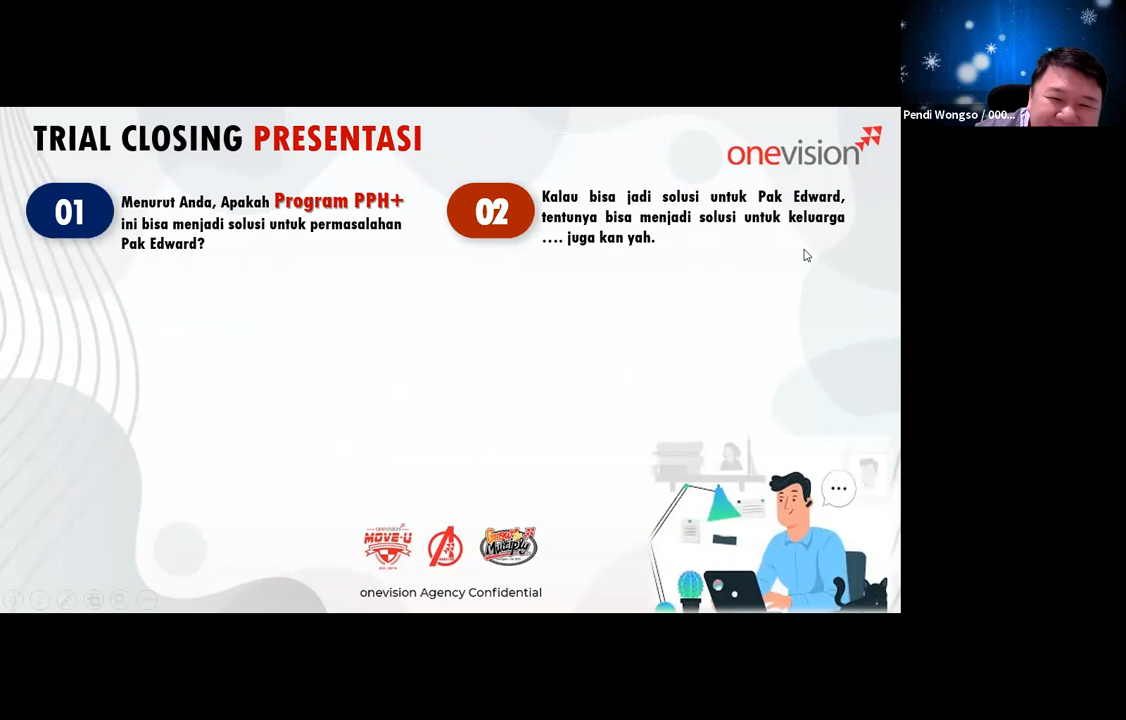 Pendi Wongso / 000...
TRIAL CLOSING PRESENTASI
onevision
01
Menurut Anda, Apakah Program PPH+
ini bisa menjadi solusi untuk permasalahan
Pak Edward?
02
Kalau bisa jadi solusi untuk Pak Edward,
tentunya bisa menjadi solusi untuk keluarga
.... juga kan yah.
onevision
MOVE-U
Multiply
onevision Agency Confidential